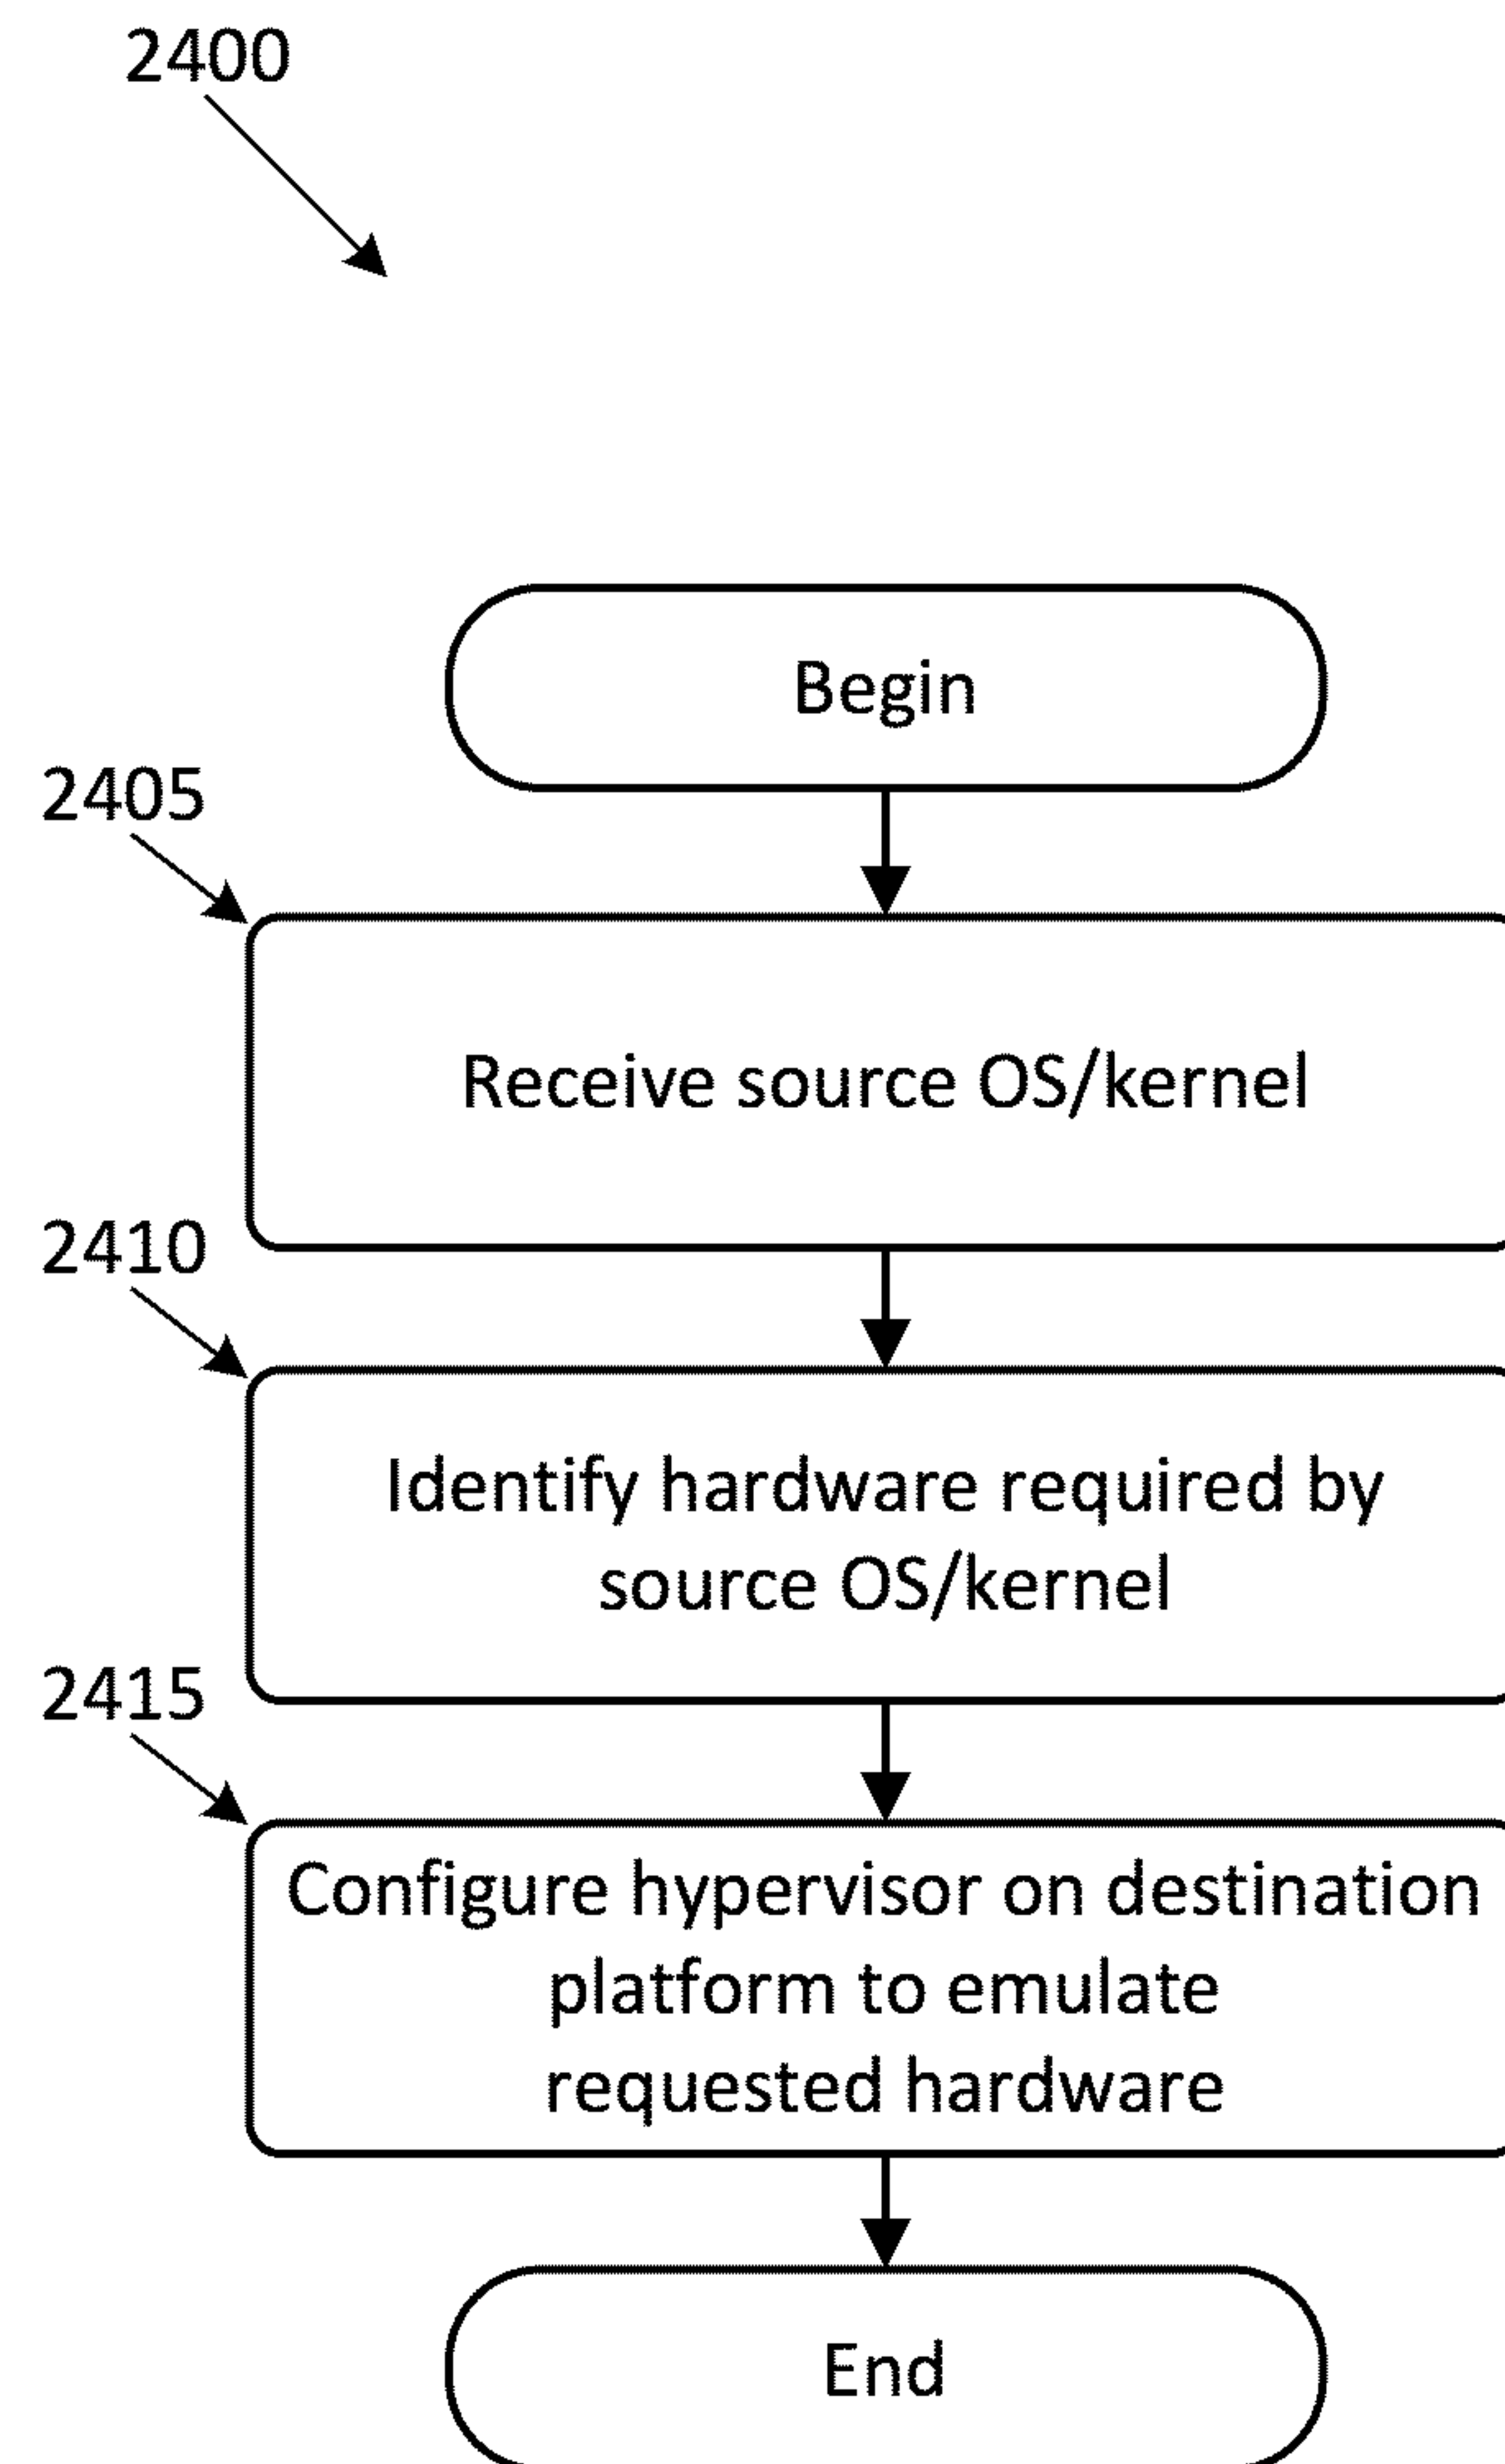 2400
Begin
2405
Receive source OS/kernel
2410
Identify hardware required by
source OS/kernel
2415
Configure hypervisor on destination
platform to emulate
requested hardware
End